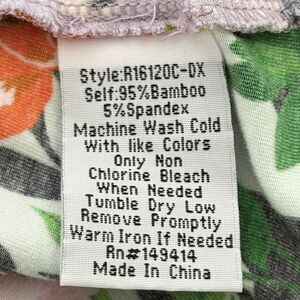 Style:R16120C-DX
Self:95%Bamboo
5%Spandex
Machine Wash Cold
With like Colors
Only Non
Chlorine Bleach
When Needed
Tumble Dry Low
Remove Promptly
Warm Iron If Needed
Rn#149414
Made In China